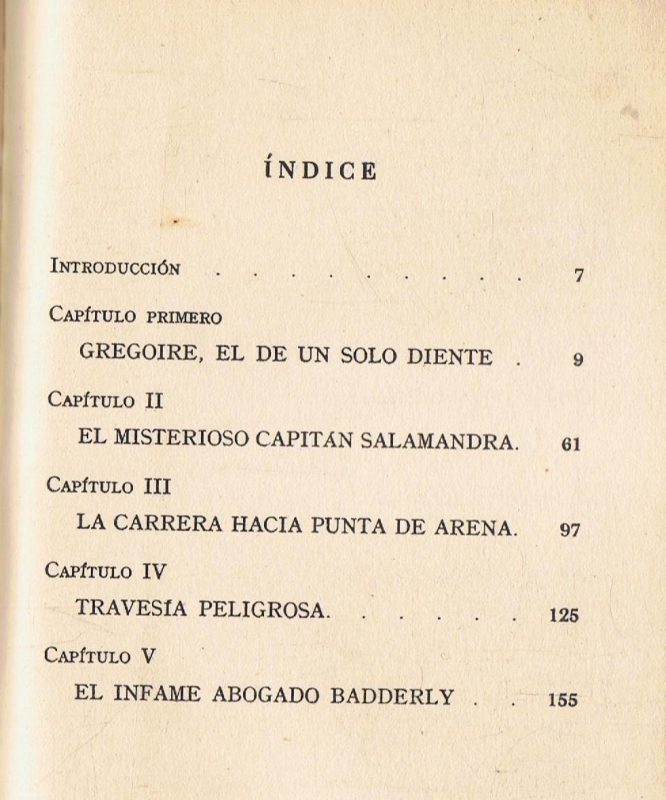 ÍNDICE
INTRODUCCIÓN . . . . . . . . . 7
CAPÍTULO PRIMERO
GREGOIRE, EL DE UN SOLO DIENTE . 9
CAPÍTULO II
EL MISTERIOSO CAPITÁN SALAMANDRA. 61
CAPÍTULO III
LA CARRERA HACIA PUNTA DE ARENA. 97
CAPÍTULO IV
TRAVESÍA PELIGROSA. . . . . . 125
CAPÍTULO V
EL INFAME ABOGADO BADDERLY . . 155